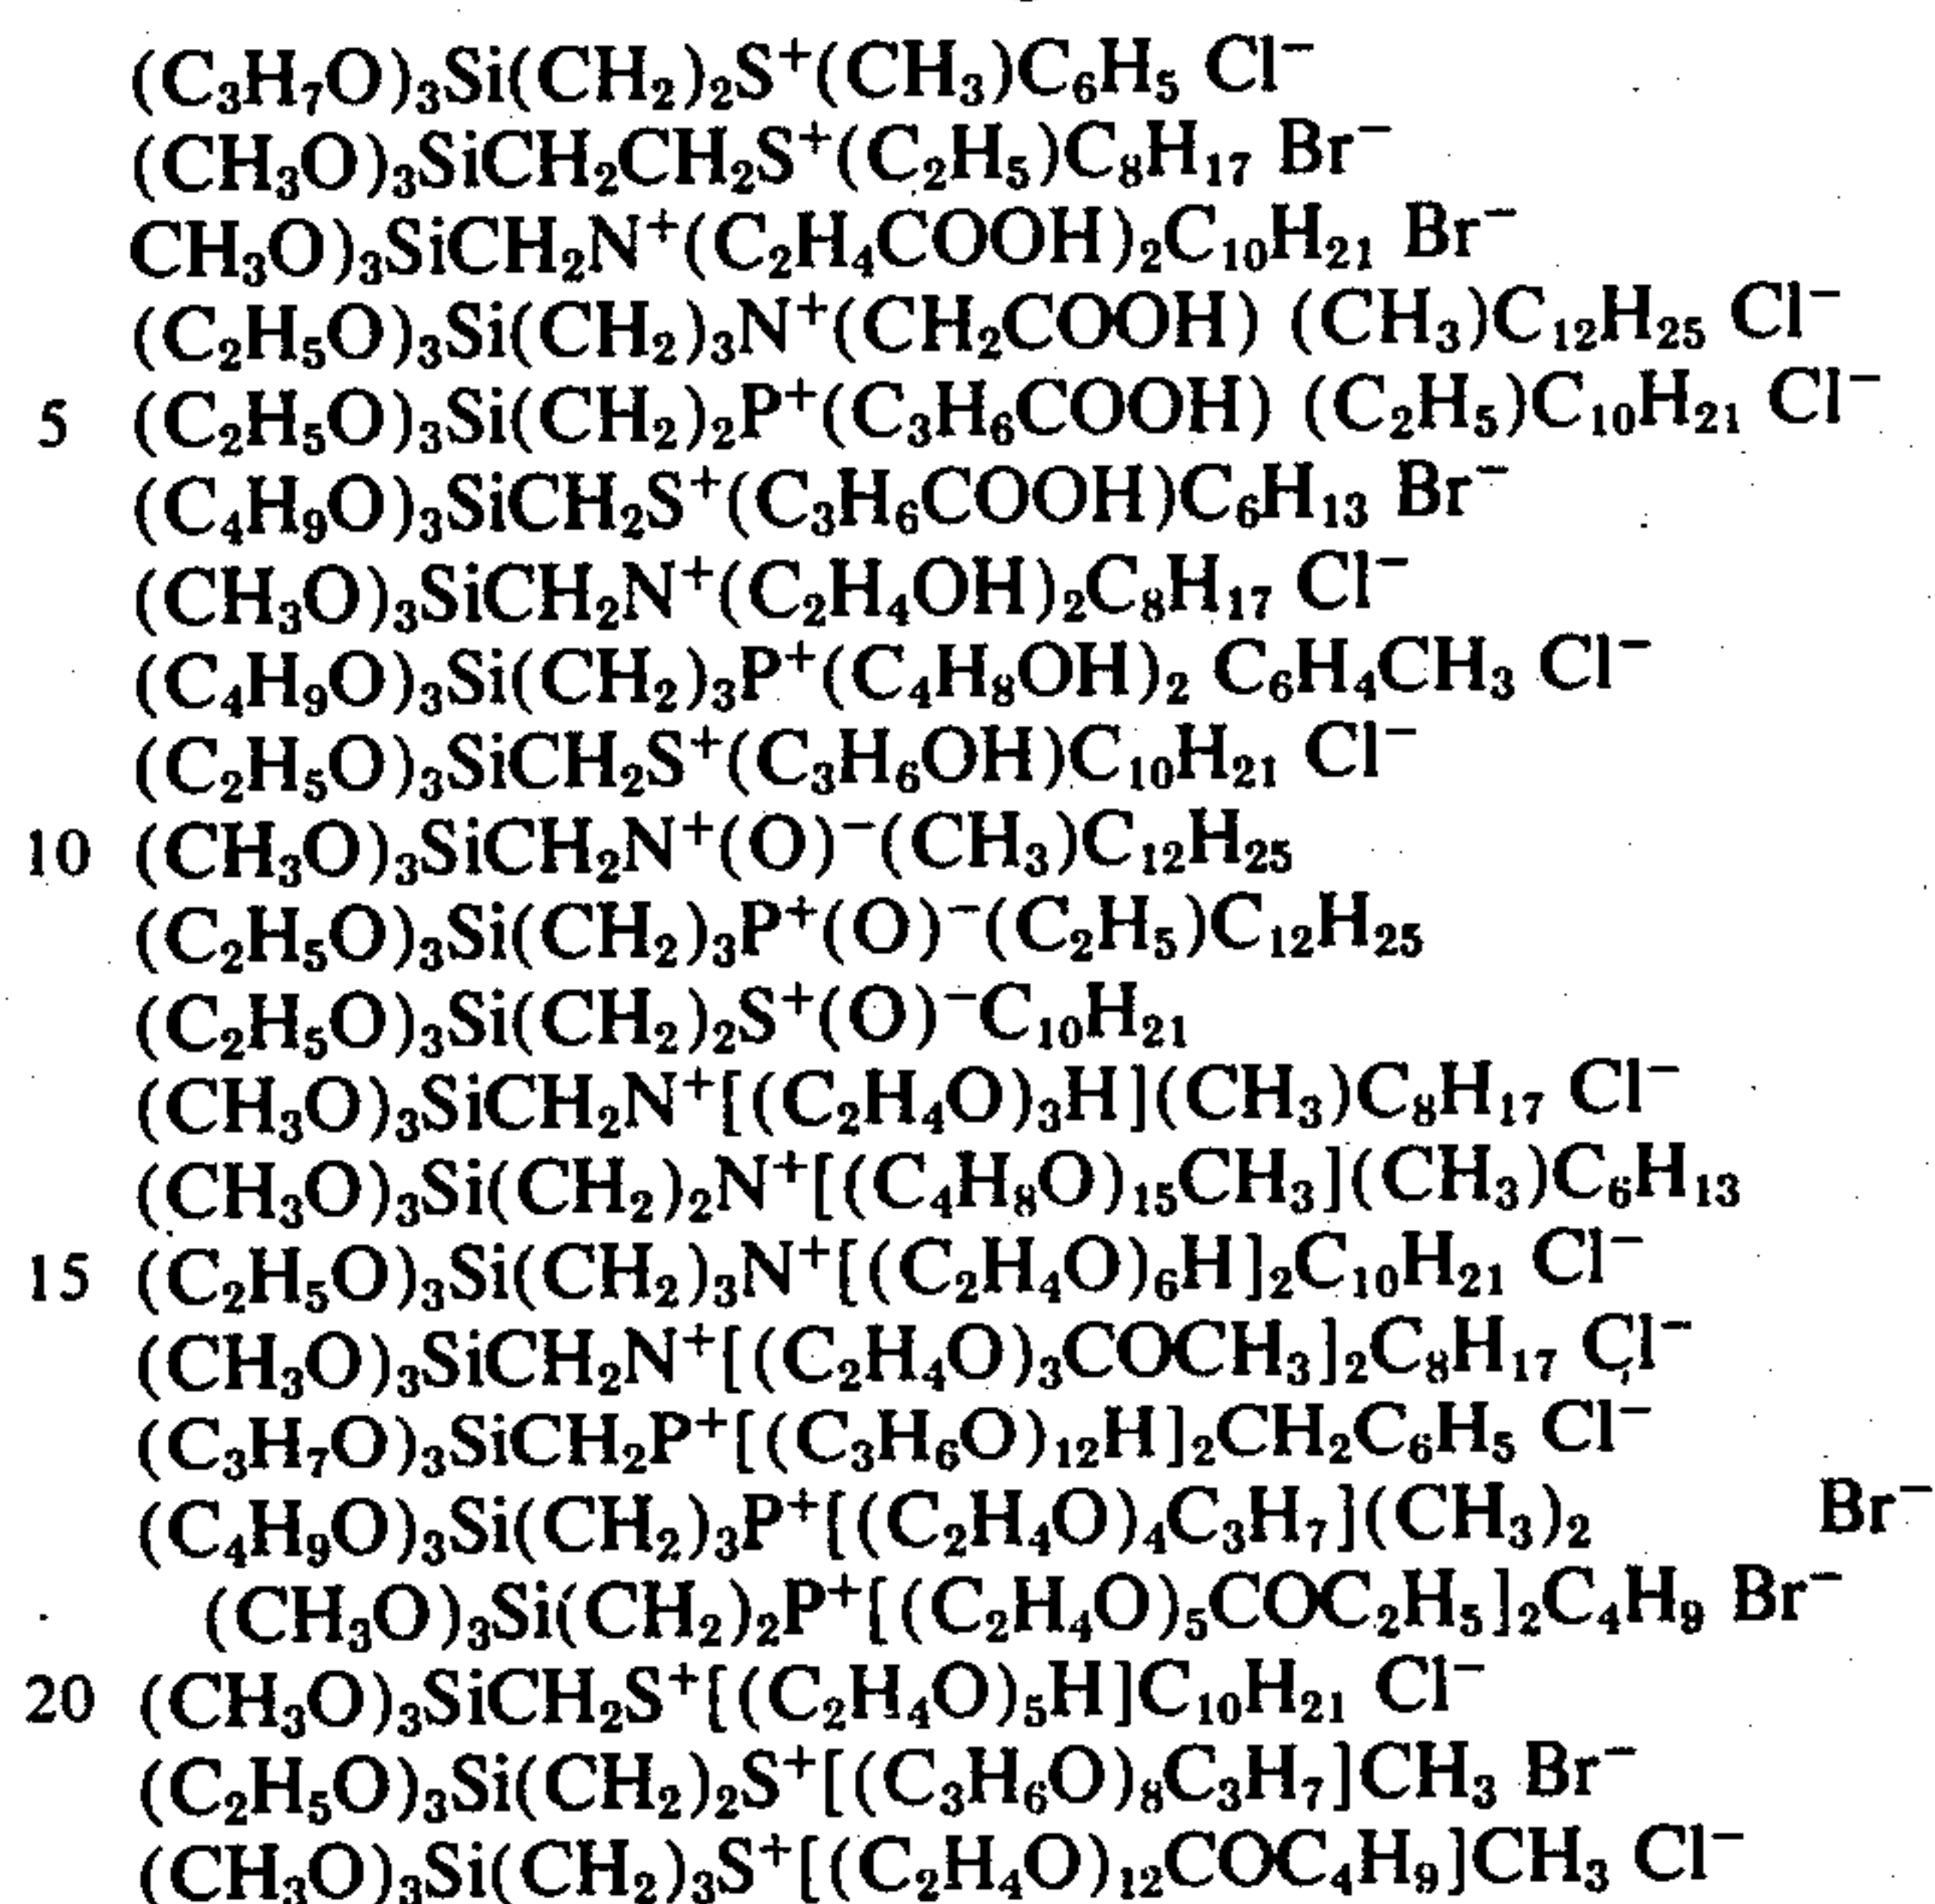 (C₃H₇O)₃Si(CH₂)₂S⁺(CH₃)C₆H₅ Cl⁻
(CH₃O)₃SiCH₂CH₂S⁺(C₂H₅)C₈H₁₇ Br⁻
CH₃O)₃SiCH₂N⁺(C₂H₄COOH)₂C₁₀H₂₁ Br⁻
(C₂H₅O)₃Si(CH₂)₃N⁺(CH₂COOH) (CH₃)C₁₂H₂₅ Cl⁻
5 (C₂H₅O)₃Si(CH₂)₂P⁺(C₃H₆COOH) (C₂H₅)C₁₀H₂₁ Cl⁻
(C₄H₉O)₃SiCH₂S⁺(C₃H₆COOH)C₆H₁₃ Br⁻
(CH₃O)₃SiCH₂N⁺(C₂H₄OH)₂C₈H₁₇ Cl⁻
(C₄H₉O)₃Si(CH₂)₃P⁺(C₄H₈OH)₂ C₆H₄CH₃ Cl⁻
(C₂H₅O)₃SiCH₂S⁺(C₃H₆OH)C₁₀H₂₁ Cl⁻
10 (CH₃O)₃SiCH₂N⁺(O)⁻(CH₃)C₁₂H₂₅
(C₂H₅O)₃Si(CH₂)₃P⁺(O)⁻(C₂H₅)C₁₂H₂₅
(C₂H₅O)₃Si(CH₂)₂S⁺(O)⁻C₁₀H₂₁
(CH₃O)₃SiCH₂N⁺[(C₂H₄O)₃H](CH₃)C₈H₁₇ Cl⁻
(CH₃O)₃Si(CH₂)₂N⁺[(C₄H₈O)₁₅CH₃](CH₃)C₆H₁₃
15 (C₂H₅O)₃Si(CH₂)₃N⁺[(C₂H₄O)₆H]₂C₁₀H₂₁ Cl⁻
(CH₃O)₃SiCH₂N⁺[(C₂H₄O)₃COCH₃]₂C₈H₁₇ Cl⁻
(C₃H₇O)₃SiCH₂P⁺[(C₃H₆O)₁₂H]₂CH₂C₆H₅ Cl⁻
(C₄H₉O)₃Si(CH₂)₃P⁺[(C₂H₄O)₄C₃H₇](CH₃)₂ Br⁻
(CH₃O)₃Si(CH₂)₂P⁺[(C₂H₄O)₅COC₂H₅]₂C₄H₉ Br⁻
20 (CH₃O)₃SiCH₂S⁺[(C₂H₄O)₅H]C₁₀H₂₁ Cl⁻
(C₂H₅O)₃Si(CH₂)₂S⁺[(C₃H₆O)₈C₃H₇]CH₃ Br⁻
(CH₃O)₃Si(CH₂)₃S⁺[(C₂H₄O)₁₂COC₄H₉]CH₃ Cl⁻